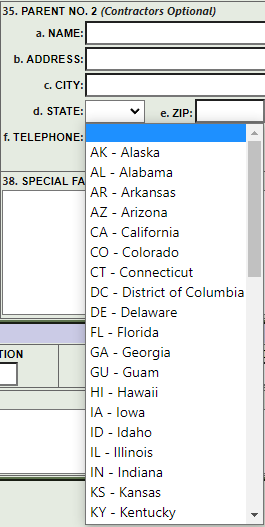 35. PARENT NO. 2 (Contractors Optional)
a. NAME:
b. ADDRESS:
c. CITY:
d. STATE: e. ZIP:
f. TELEPHONE:
AK - Alaska
AL - Alabama
AR - Arkansas
AZ - Arizona
CA - California
CO - Colorado
CT - Connecticut
DC - District of Columbia
DE - Delaware
FL - Florida
GA - Georgia
GU - Guam
HI - Hawaii
IA - Iowa
ID - Idaho
IL - Illinois
IN - Indiana
KS - Kansas
KY - Kentucky
38. SPECIAL FA
TION